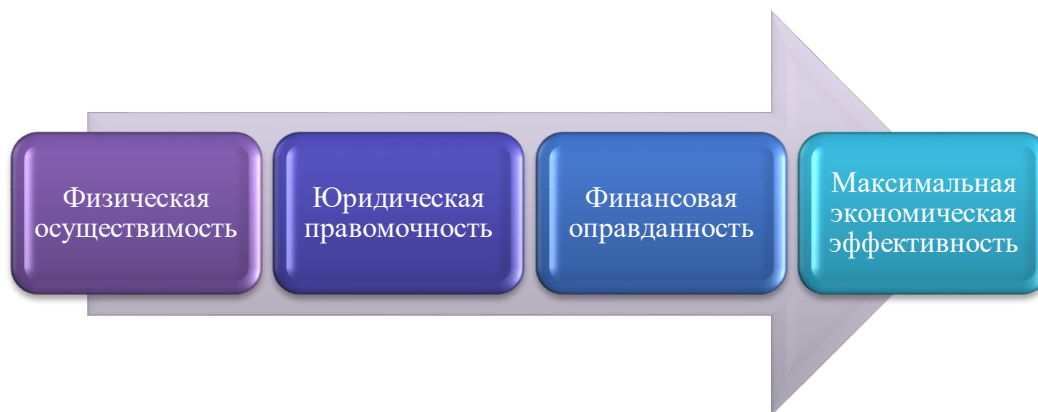 Физическая
осуществимость
Юридическая
правомочность
Финансовая
оправданность
Максимальная
экономическая
эффективность